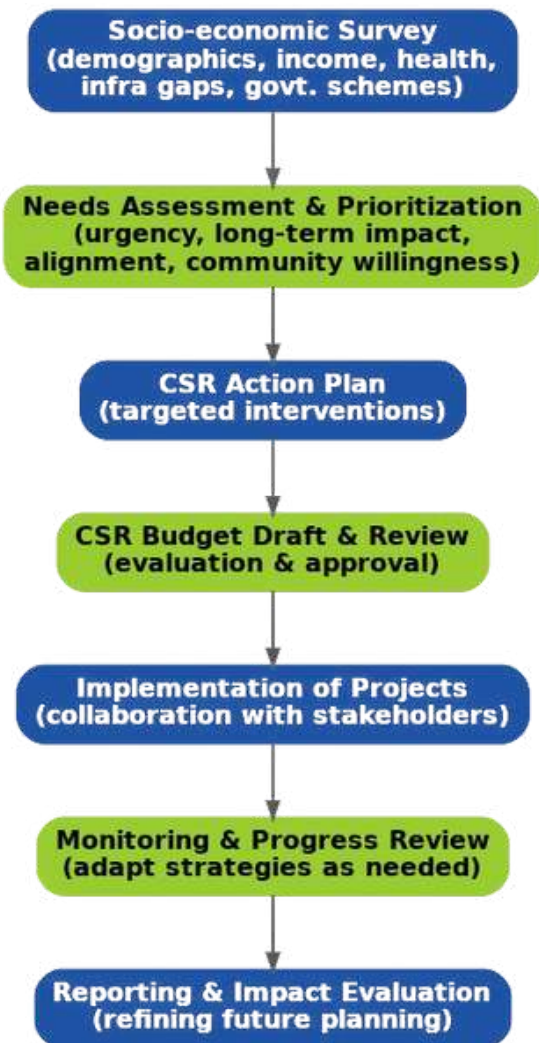 Socio-economic Survey
(demographics, income, health,
infra gaps, govt. schemes)
Needs Assessment & Prioritization
(urgency, long-term impact,
alignment, community willingness)
CSR Action Plan
(targeted interventions)
CSR Budget Draft & Review
(evaluation & approval)
Implementation of Projects
(collaboration with stakeholders)
Monitoring & Progress Review
(adapt strategies as needed)
Reporting & Impact Evaluation
(refining future planning)